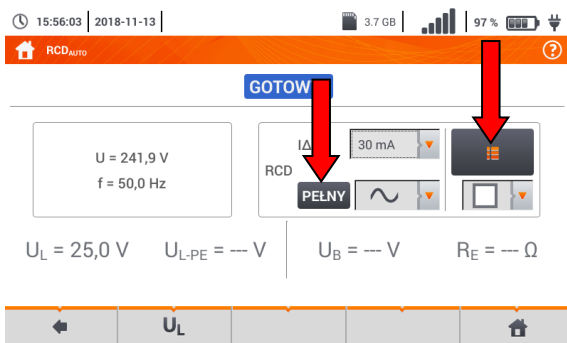 15:56:03 2018-11-13 3.7 GB 97 %
RCDAUTO ?
GOTOW
U = 241,9 V
f = 50,0 Hz
IΔ 30 mA
RCD
PEŁNY
UL = 25,0 V UL-PE = --- V UB = --- V RE = --- Ω
UL